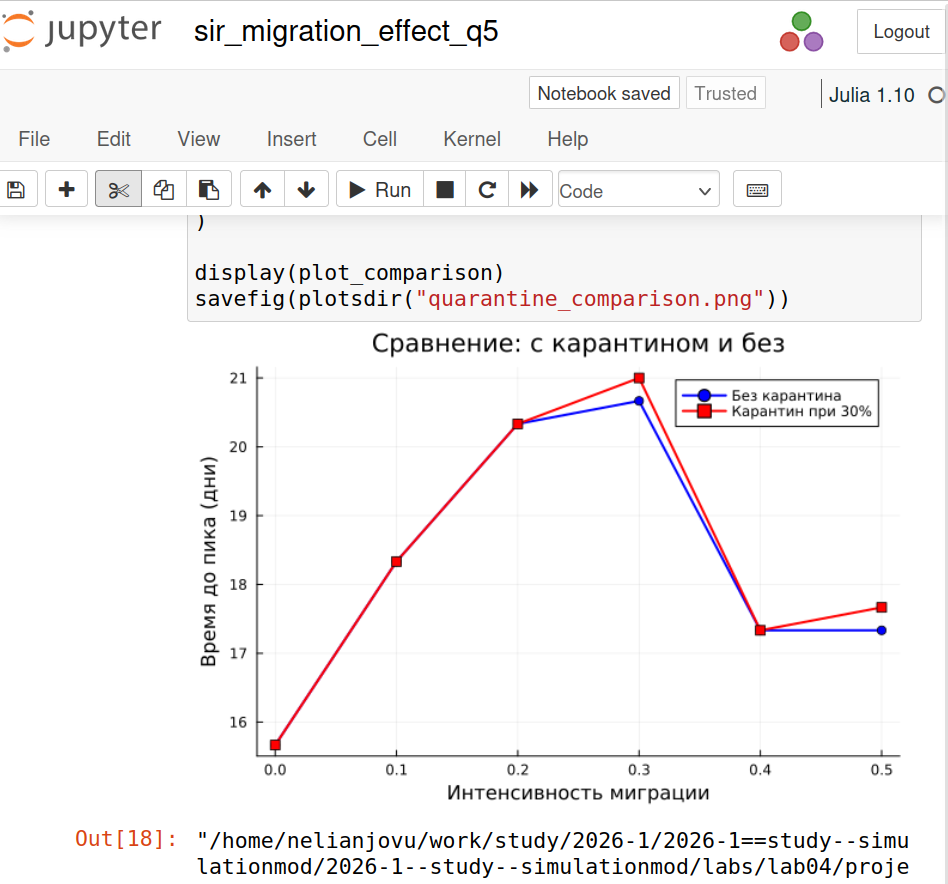 jupyter sir_migration_effect_q5
Logout
Notebook saved Trusted Julia 1.10
File Edit View Insert Cell Kernel Help
Run Code
)
display(plot_comparison)
savefig(plotsdir("quarantine_comparison.png"))
Сравнение: с карантином и без
Без карантина
Карантин при 30%
Время до пика (дни)
21
20
19
18
17
16
0.0 0.1 0.2 0.3 0.4 0.5
Интенсивность миграции
Out[18]: "/home/nelianjovu/work/study/2026-1/2026-1==study--simu
lationmod/2026-1--study--simulationmod/labs/lab04/proje